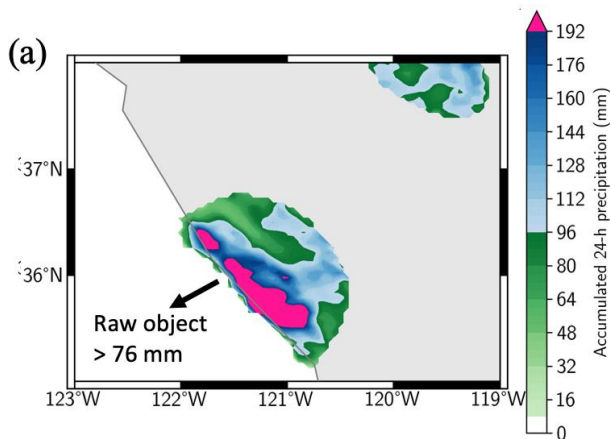 (a)
37°N
36°N
Raw object
> 76 mm
123°W 122°W 121°W 120°W 119°W
192
176
160
144
128
112
96
80
64
48
32
16
0
Accumulated 24-h precipitation (mm)